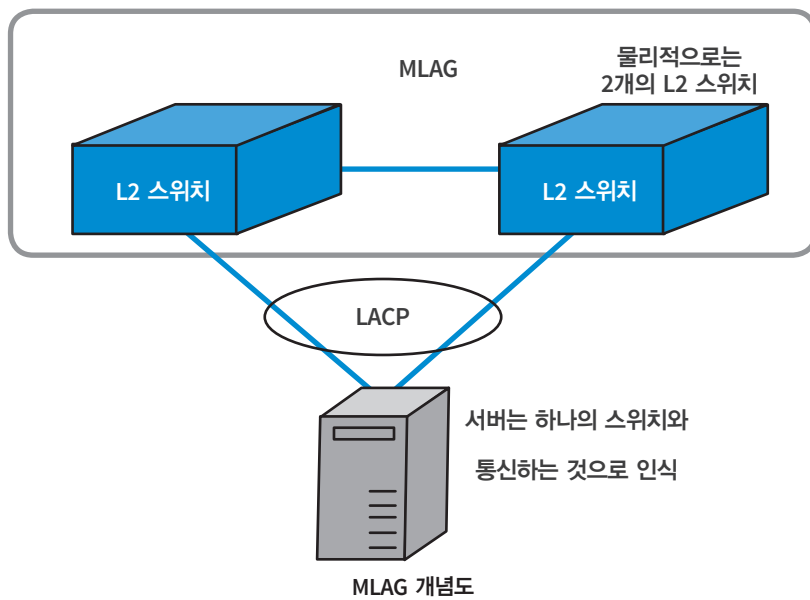 MLAG
물리적으로는
2개의 L2 스위치
L2 스위치
L2 스위치
LACP
서버는 하나의 스위치와
통신하는 것으로 인식
MLAG 개념도